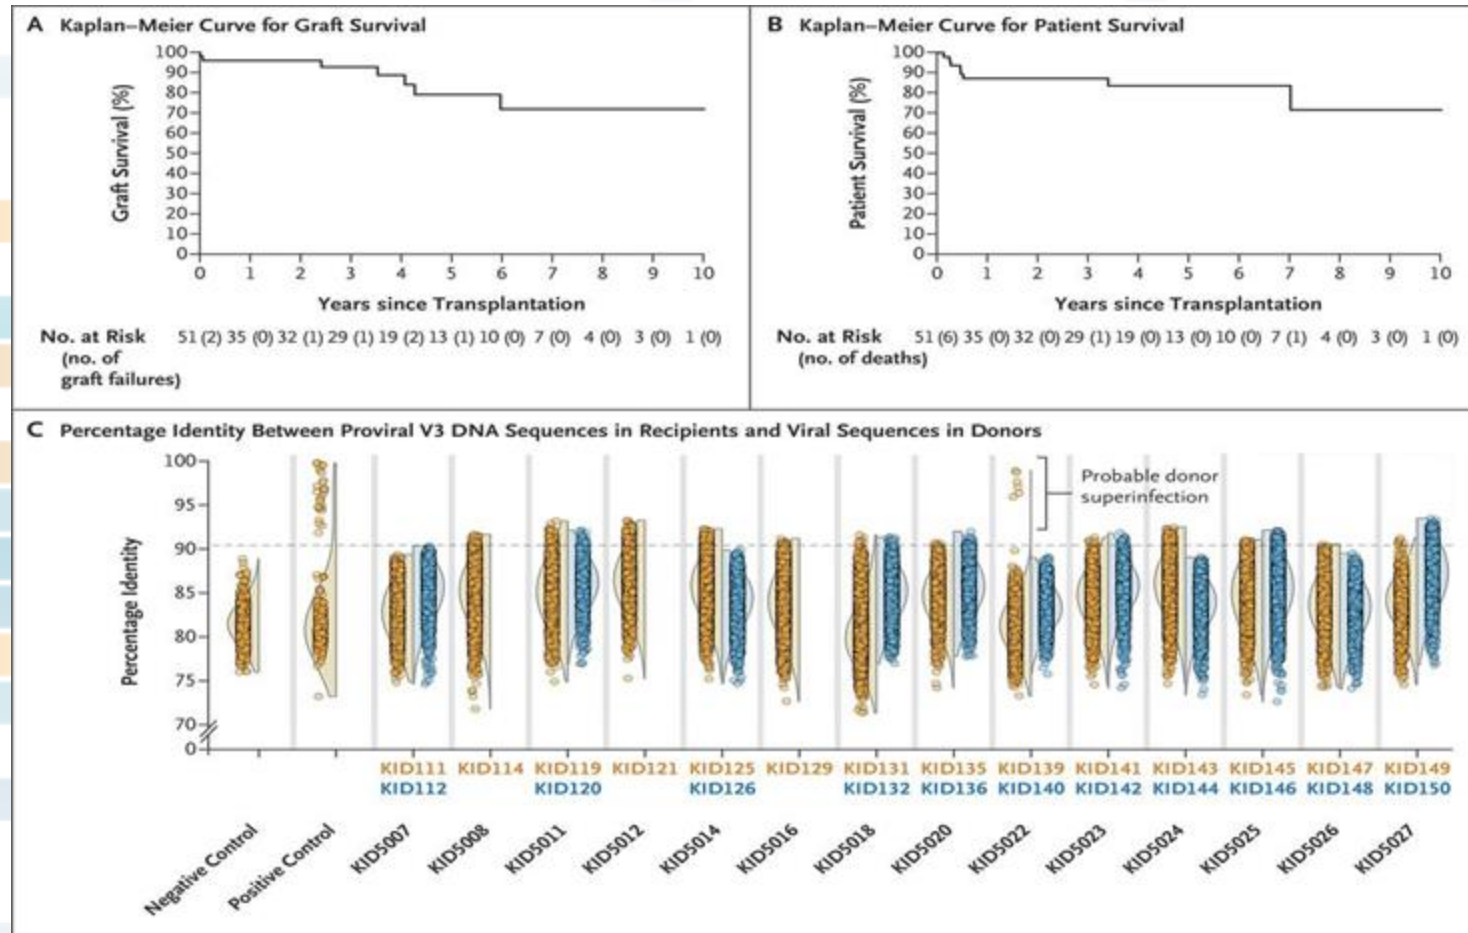 A Kaplan–Meier Curve for Graft Survival
Graft Survival (%)
100
90
80
70
60
50
40
30
20
10
0
0 1 2 3 4 5 6 7 8 9 10
Years since Transplantation
No. at Risk 51 (2) 35 (0) 32 (1) 29 (1) 19 (2) 13 (1) 10 (0) 7 (0) 4 (0) 3 (0) 1 (0)
(no. of
graft failures)
B Kaplan–Meier Curve for Patient Survival
Patient Survival (%)
100
90
80
70
60
50
40
30
20
10
0
0 1 2 3 4 5 6 7 8 9 10
Years since Transplantation
No. at Risk 51 (6) 35 (0) 32 (0) 29 (1) 19 (0) 13 (0) 10 (0) 7 (1) 4 (0) 3 (0) 1 (0)
(no. of deaths)
C Percentage Identity Between Proviral V3 DNA Sequences in Recipients and Viral Sequences in Donors
Percentage Identity
100
95
90
85
80
75
70
0
Probable donor
superinfection
KID111 KID114 KID119 KID121 KID125 KID129 KID131 KID135 KID139 KID141 KID143 KID145 KID147 KID149
KID112 KID120 KID126 KID132 KID136 KID140 KID142 KID144 KID146 KID148 KID150
Negative Control Positive Control KID5007 KID5008 KID5011 KID5012 KID5014 KID5016 KID5018 KID5020 KID5022 KID5023 KID5024 KID5025 KID5026 KID5027